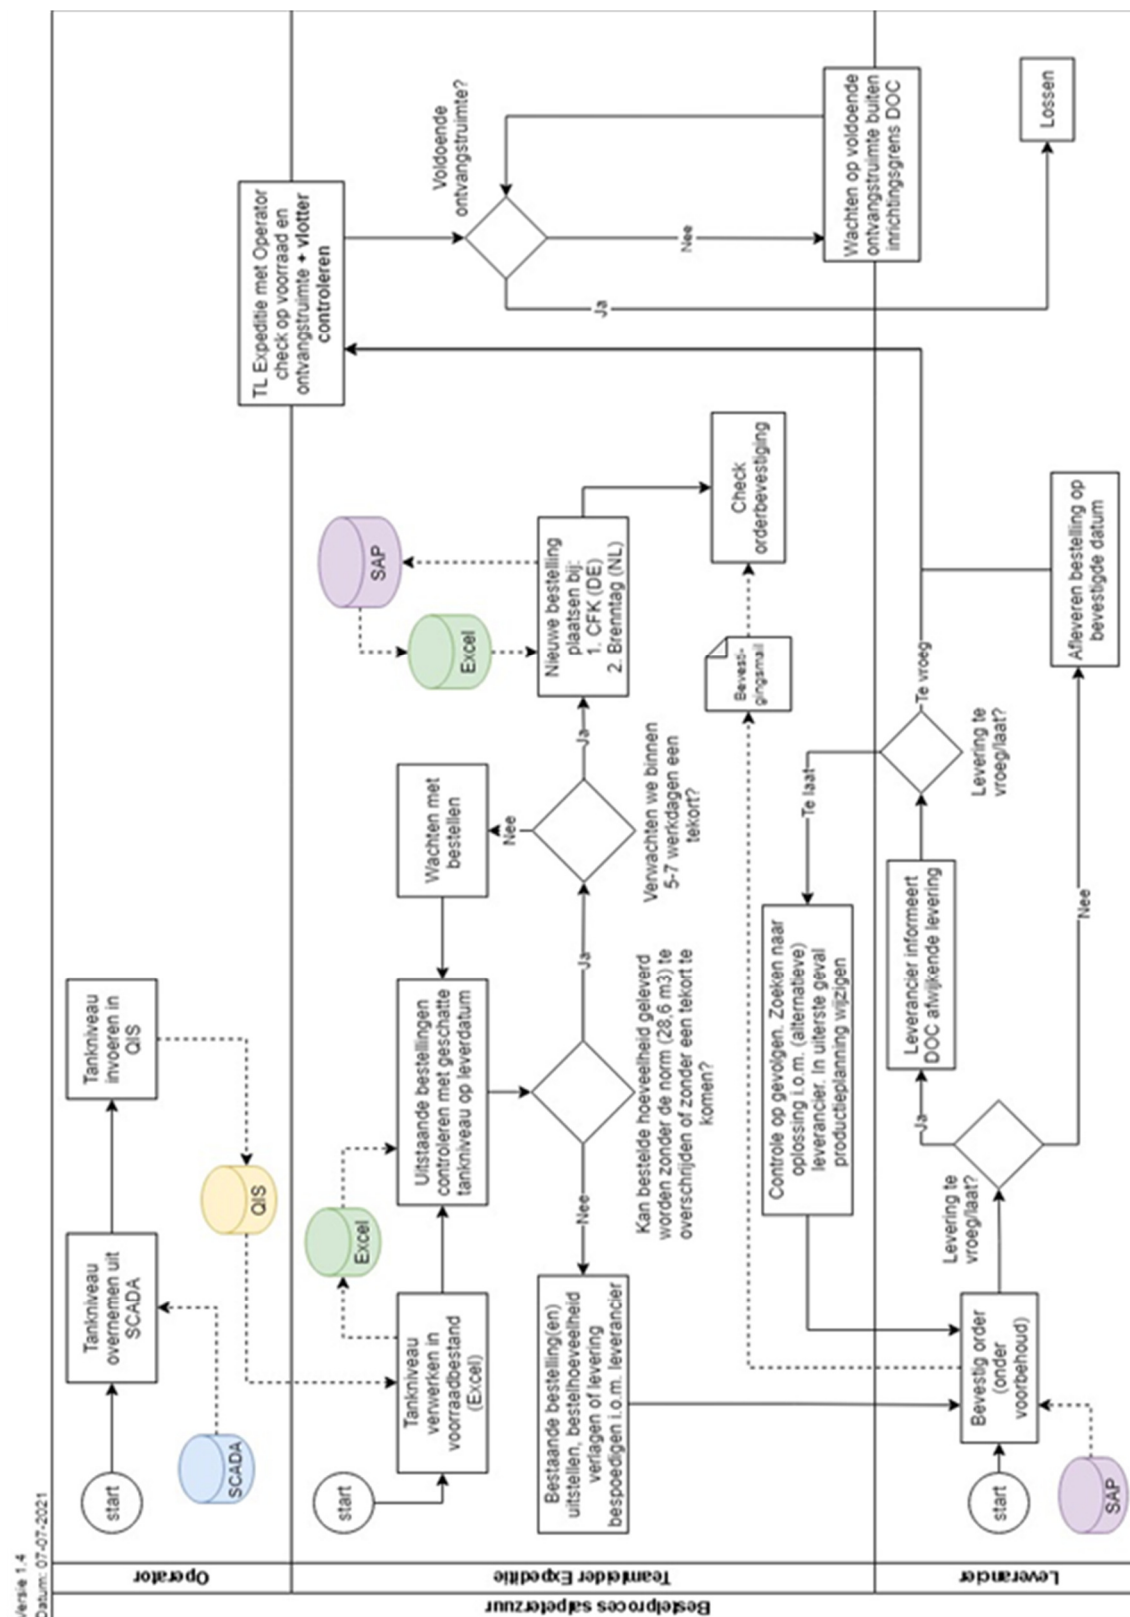 Versie 1.4
Datum: 07-07-2021
Bestelproces salpeterzuur
Operator
start
SCADA
Tankniveau
overnemen uit
SCADA
QIS
Tankniveau
invoeren in
QIS
Teamleider Expeditie
start
Tankniveau
verwerken in
voorraadbestand
(Excel)
Excel
Uitstaande bestellingen
controleren met geschatte
tankniveau op leverdatum
Wachten met
bestellen
Bestaande bestelling(en)
uitstellen, bestelhoeveelheid
verlagen of levering
bespoedigen i.o.m. leverancier
Nee
Kan bestelde hoeveelheid geleverd
worden zonder de norm (28,6 m3) te
overschrijden of zonder een tekort te
komen?
Ja
Nee
Verwachten we binnen
5-7 werkdagen een
tekort?
Ja
Nieuwe bestelling
plaatsen bij:
1. CFK (DE)
2. Brenntag (NL)
Excel
SAP
Check
orderbevestiging
Bevesti-
gingsmail
Controle op gevolgen. Zoeken naar
oplossing i.o.m. (alternatieve)
leverancier. In uiterste geval
productieplanning wijzigen
Te laat
TL Expeditie met Operator
check op voorraad en
ontvangstruimte + vlotter
controleren
Voldoende
ontvangstruimte?
Nee
Ja
Wachten op voldoende
ontvangstruimte buiten
inrichtingsgrens DOC
Leverancier
start
SAP
Bevestig order
(onder
voorbehoud)
Levering te
vroeg/laat?
Ja
Nee
Leverancier informeert
DOC afwijkende levering
Levering te
vroeg/laat?
Te vroeg
Afleveren bestelling op
bevestigde datum
Lossen